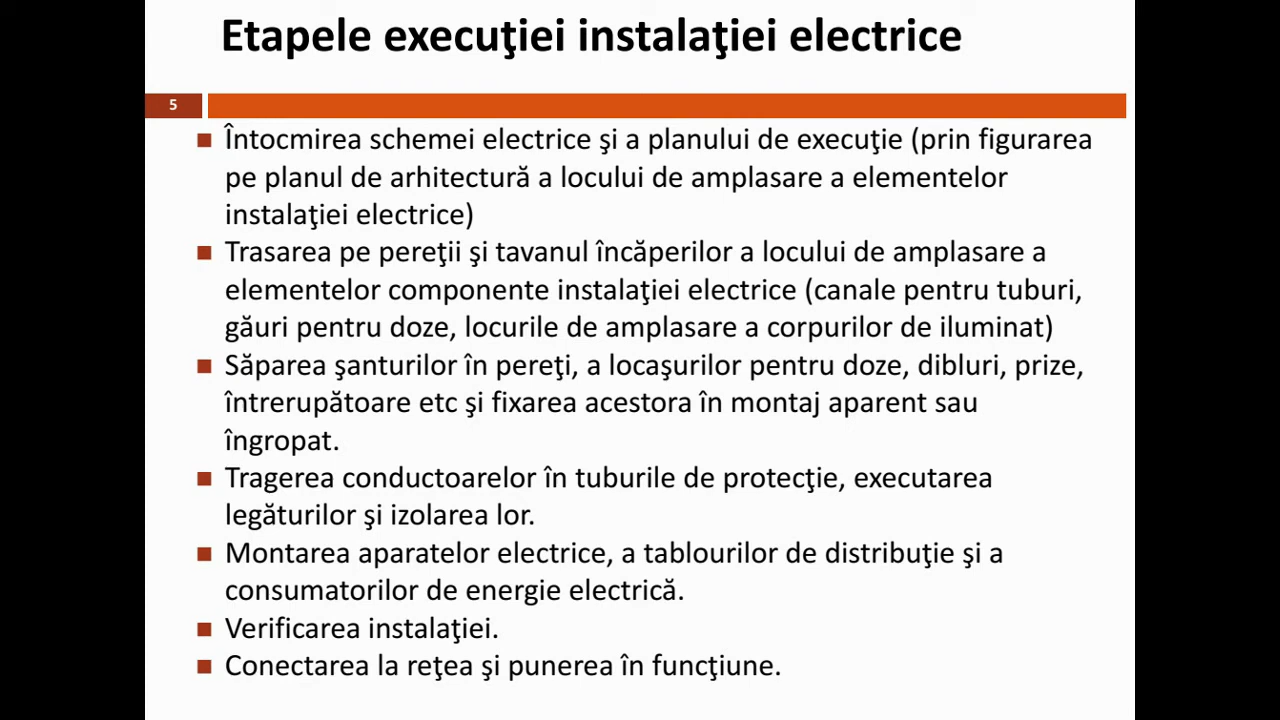 Etapele execuţiei instalaţiei electrice
5
Întocmirea schemei electrice şi a planului de execuţie (prin figurarea
pe planul de arhitectură a locului de amplasare a elementelor
instalaţiei electrice)
Trasarea pe pereţii şi tavanul încăperilor a locului de amplasare a
elementelor componente instalaţiei electrice (canale pentru tuburi,
găuri pentru doze, locurile de amplasare a corpurilor de iluminat)
Săparea şanturilor în pereţi, a locaşurilor pentru doze, dibluri, prize,
întrerupătoare etc şi fixarea acestora în montaj aparent sau
îngropat.
Tragerea conductoarelor în tuburile de protecţie, executarea
legăturilor şi izolarea lor.
Montarea aparatelor electrice, a tablourilor de distribuţie şi a
consumatorilor de energie electrică.
Verificarea instalaţiei.
Conectarea la reţea şi punerea în funcţiune.